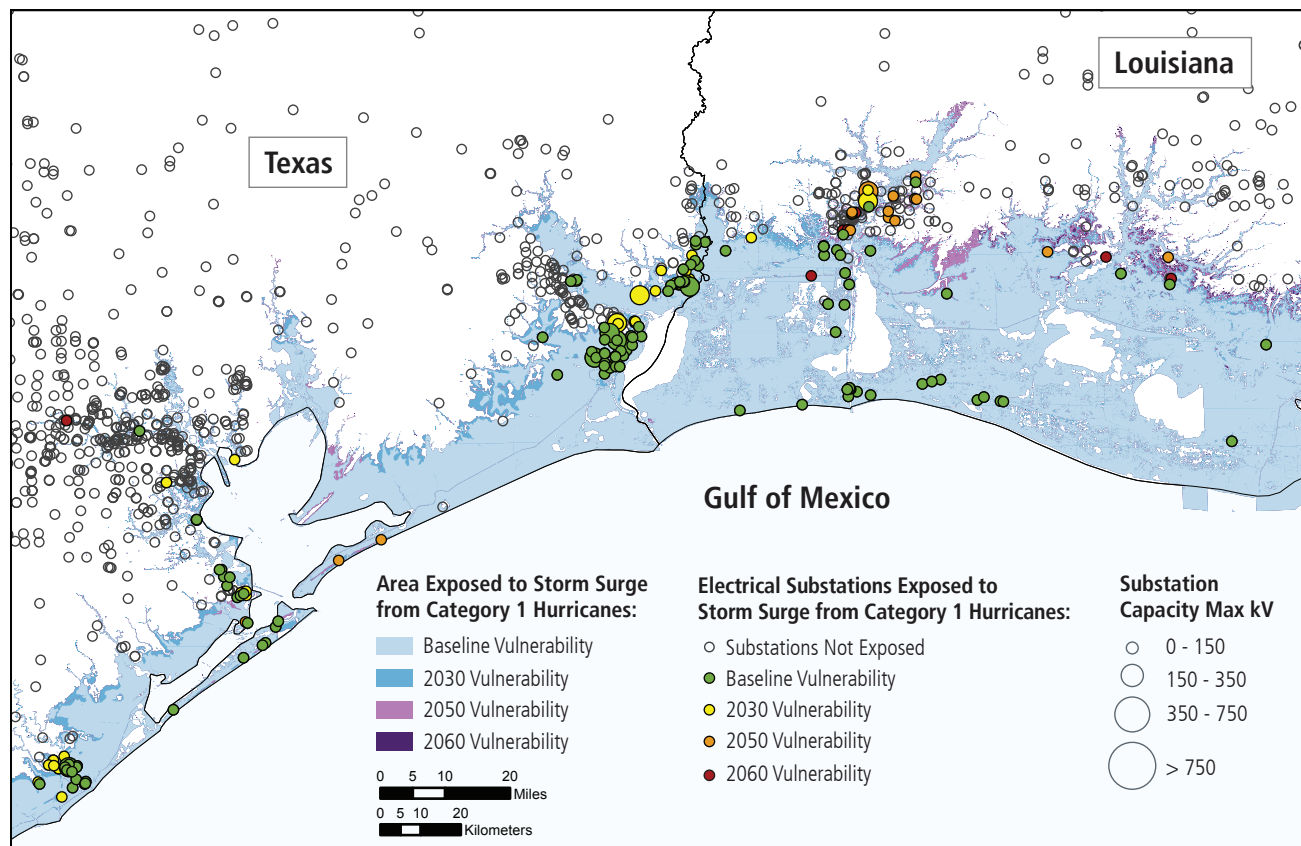 Louisiana
Texas
Gulf of Mexico
Area Exposed to Storm Surge
from Category 1 Hurricanes:
Baseline Vulnerability
2030 Vulnerability
2050 Vulnerability
2060 Vulnerability
0 5 10 20
Miles
0 5 10 20
Kilometers
Electrical Substations Exposed to
Storm Surge from Category 1 Hurricanes:
Substations Not Exposed
Baseline Vulnerability
2030 Vulnerability
2050 Vulnerability
2060 Vulnerability
Substation
Capacity Max kV
0 - 150
150 - 350
350 - 750
> 750